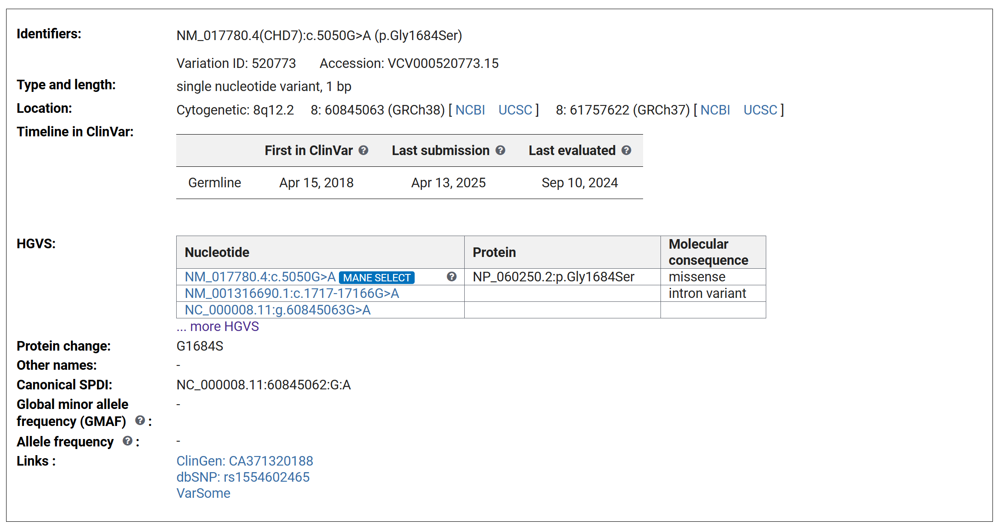 Identifiers: NM_017780.4(CHD7):c.5050G>A (p.Gly1684Ser)
Variation ID: 520773 Accession: VCV000520773.15
Type and length: single nucleotide variant, 1 bp
Location: Cytogenetic: 8q12.2 8: 60845063 (GRCh38) [ NCBI UCSC ] 8: 61757622 (GRCh37) [ NCBI UCSC ]
Timeline in ClinVar:
First in ClinVar ? Last submission ? Last evaluated ?
Germline Apr 15, 2018 Apr 13, 2025 Sep 10, 2024
HGVS:
Nucleotide Protein Molecular consequence
NM_017780.4:c.5050G>A MANE SELECT ? NP_060250.2:p.Gly1684Ser missense
NM_001316690.1:c.1717-17166G>A intron variant
NC_000008.11:g.60845063G>A
... more HGVS
Protein change: G1684S
Other names: -
Canonical SPDI: NC_000008.11:60845062:G:A
Global minor allele -
frequency (GMAF) ? :
Allele frequency ? : -
Links : ClinGen: CA371320188
dbSNP: rs1554602465
VarSome